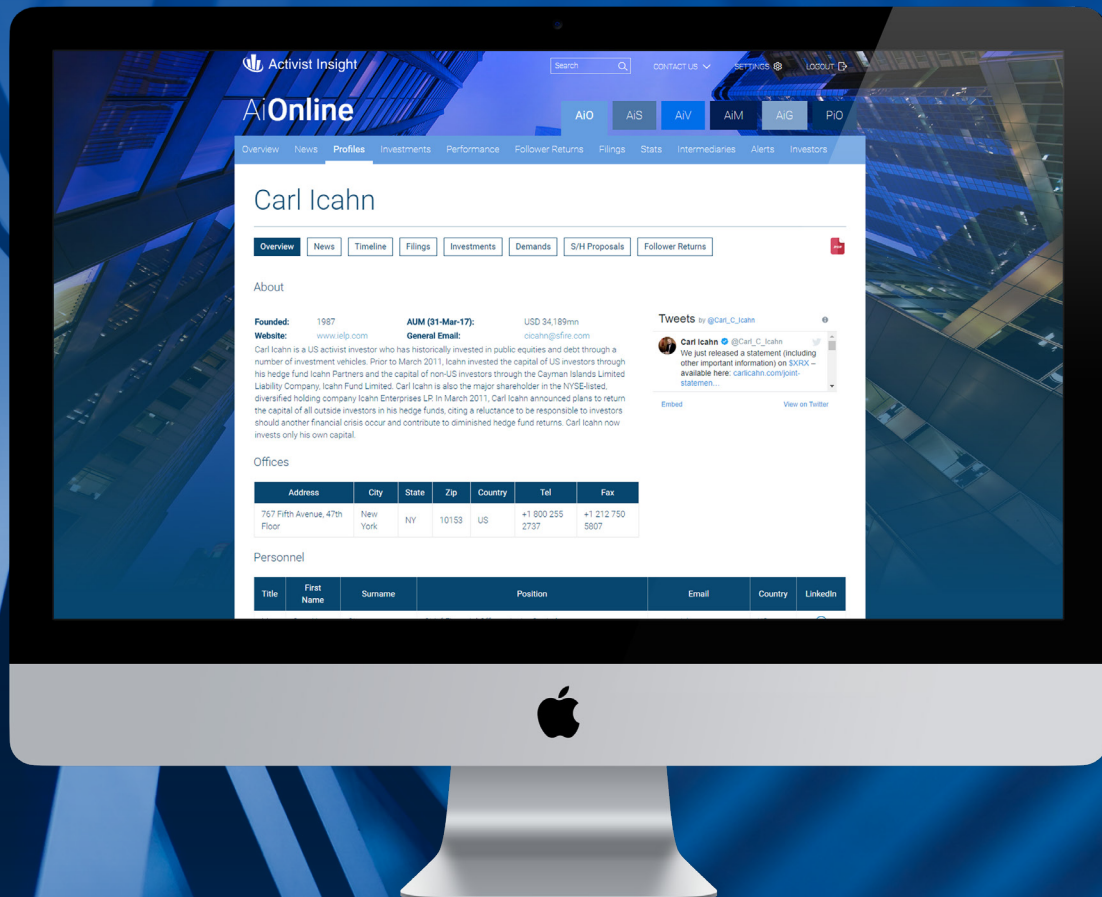 Activist Insight
Search
CONTACT US
SETTINGS
LOGOUT
AiOnline
AiO AiS AiV AiM AiG PiO
Overview News Profiles Investments Performance Follower Returns Filings Stats Intermediaries Alerts Investors
Carl Icahn
Overview News Timeline Filings Investments Demands S/H Proposals Follower Returns
About
Founded: 1987 AUM (31-Mar-17): USD 34,189mn
Website: www.ielp.com General Email: cicahn@sfire.com
Carl Icahn is a US activist investor who has historically invested in public equities and debt through a
number of investment vehicles. Prior to March 2011, Icahn invested the capital of US investors through
his hedge fund Icahn Partners and the capital of non-US investors through the Cayman Islands Limited
Liability Company, Icahn Fund Limited. Carl Icahn is also the major shareholder in the NYSE-listed,
diversified holding company Icahn Enterprises LP. In March 2011, Carl Icahn announced plans to return
the capital of all outside investors in his hedge funds, citing a reluctance to be responsible to investors
should another financial crisis occur and contribute to diminished hedge fund returns. Carl Icahn now
invests only his own capital.
Tweets by @Carl_C_Icahn
Carl Icahn @Carl_C_Icahn
We just released a statement (including
other important information) on $XRX –
available here: carlicahn.com/joint-
statemen...
Embed View on Twitter
Offices
Address City State Zip Country Tel Fax
767 Fifth Avenue, 47th New NY 10153 US +1 800 255 +1 212 750
Floor York 2737 5807
Personnel
Title First Name Surname Position Email Country LinkedIn